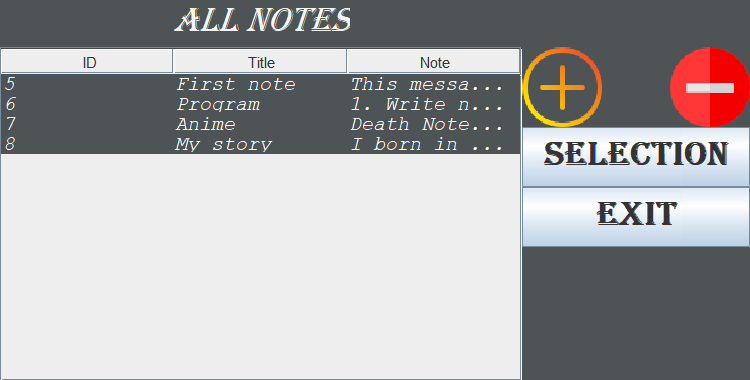 ALL NOTES
ID Title Note
5 First note This messa...
6 Program 1. Write n...
7 Anime Death Note...
8 My story I born in ...
SELECTION
EXIT